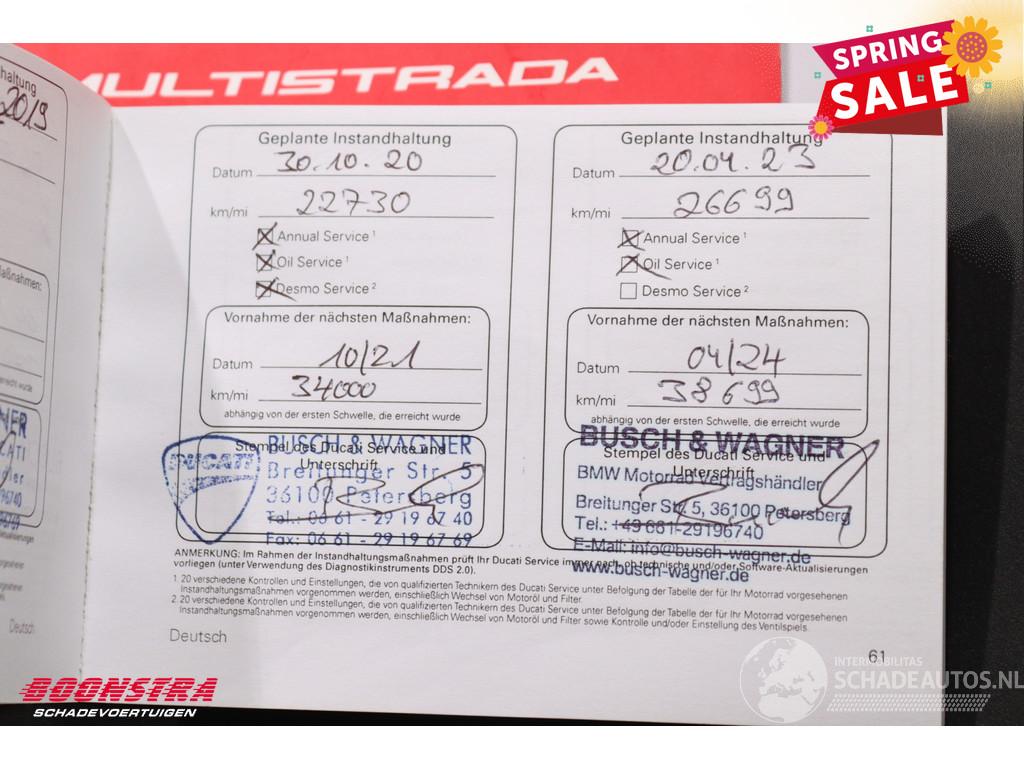 SPRING
SALE
MULTISTRADA
haltung
2019
Geplante Instandhaltung
Datum 30.10.20
km/mi 22730
Annual Service ¹
Oil Service ¹
Desmo Service ²
Vornahme der nächsten Maßnahmen:
Datum 10/21
km/mi 34000
abhängig von der ersten Schwelle, die erreicht wurde
Stempel des Ducati Service und
Unterschrift
DUCATI
BUSCH & WAGNER
Breitunger Str. 5
36100 Petersberg
Tel.: 06 61 - 29 19 67 40
Fax: 06 61 - 29 19 67 69
Geplante Instandhaltung
Datum 20.04.23
km/mi 26699
Annual Service ¹
Oil Service ¹
Desmo Service ²
Vornahme der nächsten Maßnahmen:
Datum 04/24
km/mi 38699
abhängig von der ersten Schwelle, die erreicht wurde
Stempel des Ducati Service und
Unterschrift
BUSCH & WAGNER
BMW Motorrad Vertragshändler
Breitunger Str. 5, 36100 Petersberg
Tel.: +49 661-29196740
E-Mail: info@busch-wagner.de
www.busch-wagner.de
ANMERKUNG: Im Rahmen der Instandhaltungsmaßnahmen prüft Ihr Ducati Service immer nach, ob technische und/oder Software-Aktualisierungen
vorliegen (unter Verwendung des Diagnostikinstruments DDS 2.0).
1. 20 verschiedene Kontrollen und Einstellungen, die von qualifizierten Technikern des Ducati Service unter Befolgung der Tabelle der für Ihr Motorrad vorgesehenen
Instandhaltungsmaßnahmen vorgenommen werden, einschließlich Wechsel von Motoröl und Filter.
2. 20 verschiedene Kontrollen und Einstellungen, die von qualifizierten Technikern des Ducati Service unter Befolgung der Tabelle der für Ihr Motorrad vorgesehenen
Instandhaltungsmaßnahmen vorgenommen werden, einschließlich Wechsel von Motoröl und Filter sowie Kontrolle und/oder Einstellung des Ventilspiels.
Deutsch
61
Maßnahmen:
erreicht wurde
Deutsch
BOONSTRA
SCHADEVOERTUIGEN
INTERMOBILITAS
SCHADEAUTOS.NL